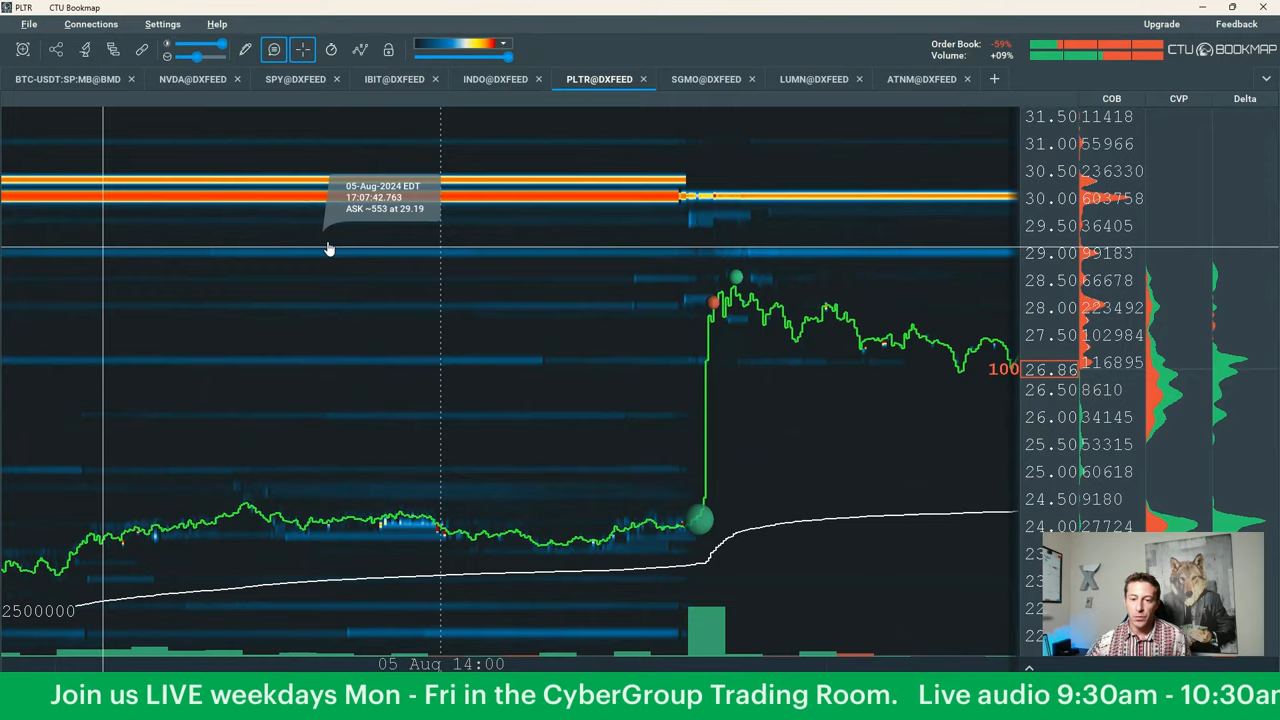 PLTR CTU Bookmap
File Connections Settings Help Upgrade Feedback
Order Book: -59%
Volume: +09%
CTU BOOKMAP
BTC-USDT:SP:MB@BMD NVDA@DXFEED SPY@DXFEED IBIT@DXFEED INDO@DXFEED PLTR@DXFEED SGMO@DXFEED LUMN@DXFEED ATNM@DXFEED
COB CVP Delta
31.50 11418
31.00 55966
30.50 236330
30.00 603758
29.50 36405
29.00 99183
28.50 66678
28.00 223492
27.50 102984
116895
100 26.86
26.50 8610
26.00 34145
25.50 53315
25.00 60618
24.50 9180
24.00 27724
23
23
22
22
05-Aug-2024 EDT
17:07:42.763
ASK ~553 at 29.19
2500000
05 Aug 14:00
Join us LIVE weekdays Mon - Fri in the CyberGroup Trading Room. Live audio 9:30am - 10:30am